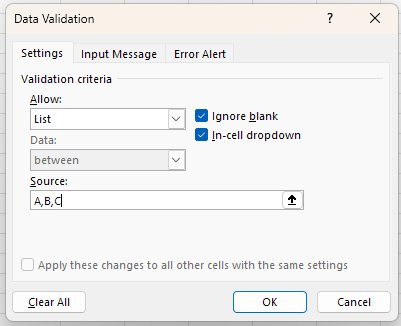 Data Validation ? ×
Settings Input Message Error Alert
Validation criteria
Allow:
List
Ignore blank
Data:
In-cell dropdown
between
Source:
A,B,C
Apply these changes to all other cells with the same settings
Clear All OK Cancel